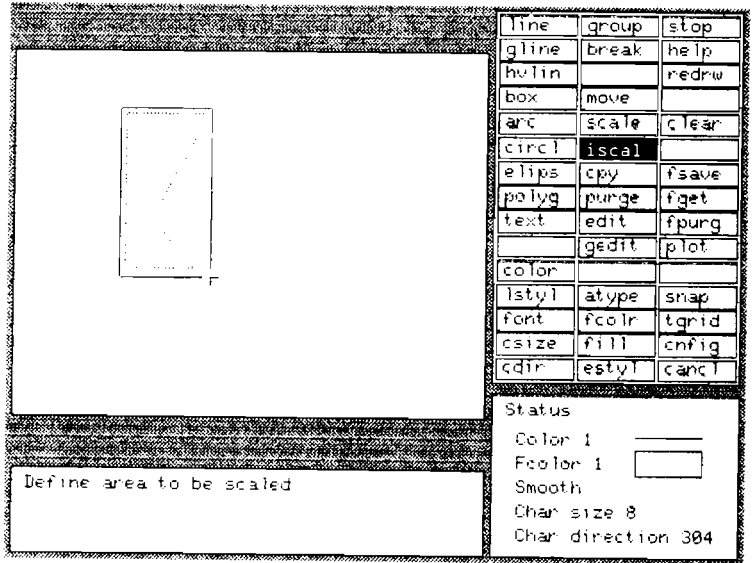 line group stop
gline break help
hvlin redrw
box move
arc scale clear
circl iscal
elips cpy fsave
polyg purge fget
text edit fpurg
gedit plot
color
lstyl atype snap
font fcolr tgrid
csize fill cnfig
cdir estyl cancl
Status
Color 1
Fcolor 1
Smooth
Char size 8
Char direction 304
Define area to be scaled